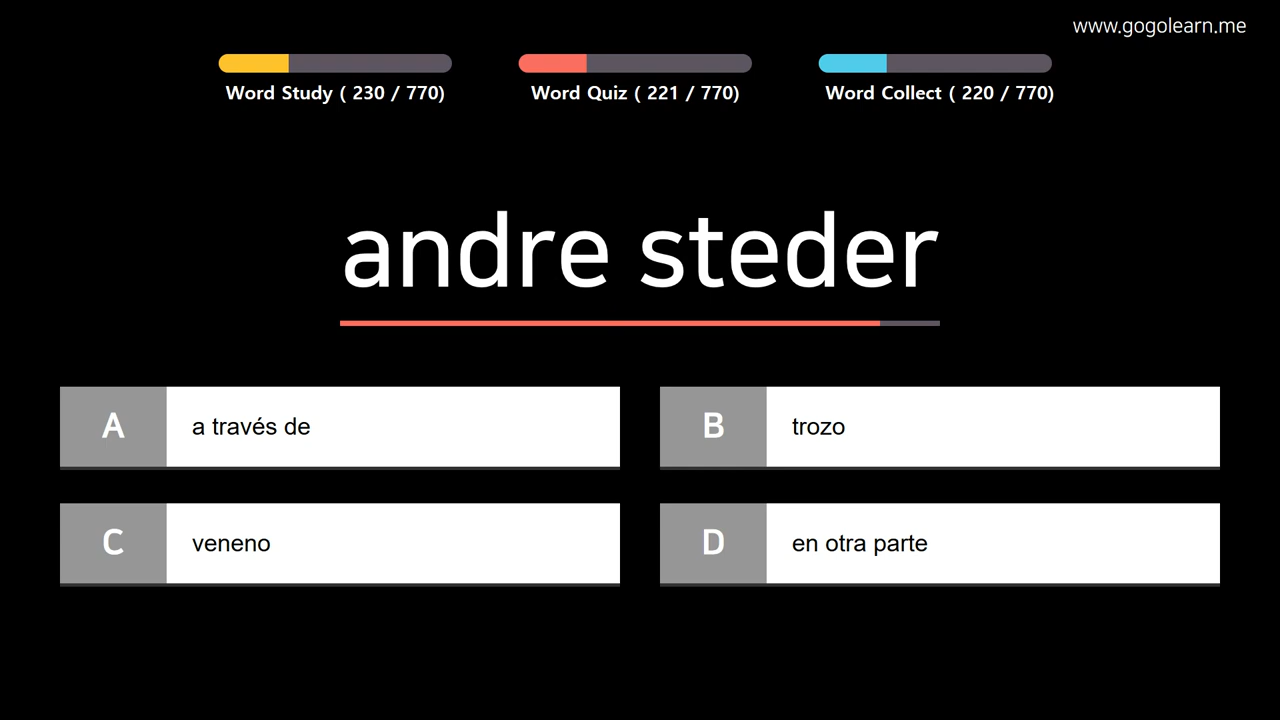 www.gogolearn.me
Word Study ( 230 / 770)
Word Quiz ( 221 / 770)
Word Collect ( 220 / 770)
andre steder
A a través de
B trozo
C veneno
D en otra parte